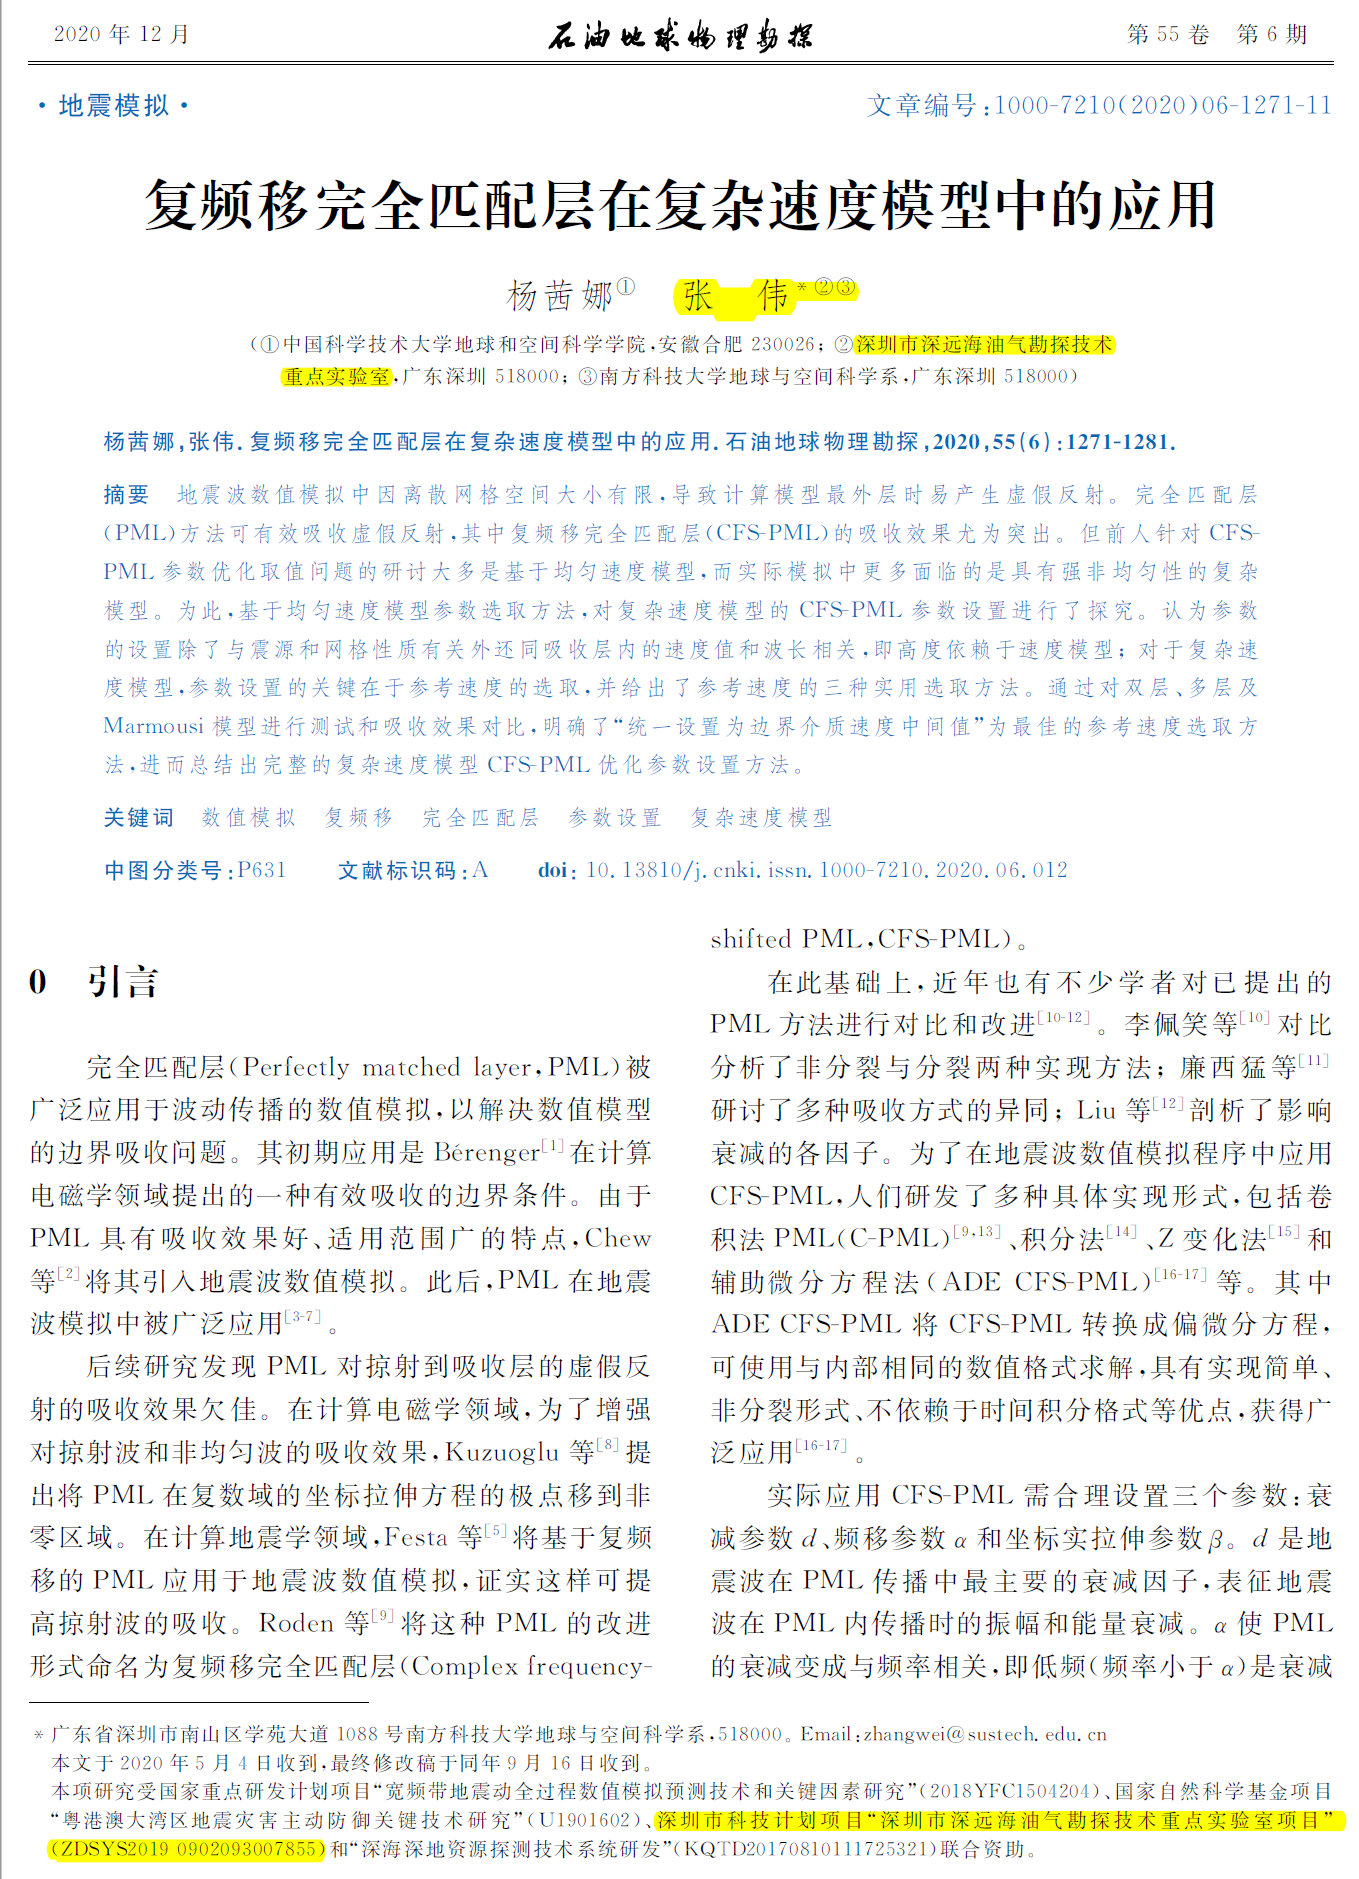 2020 年 12 月
石油地球物理勘探
第 55 卷　第 6 期
·地震模拟·
文章编号:1000-7210(2020)06-1271-11
复频移完全匹配层在复杂速度模型中的应用
杨茜娜①　张　伟*②③
(①中国科学技术大学地球和空间科学学院,安徽合肥 230026; ②深圳市深远海油气勘探技术
重点实验室,广东深圳 518000; ③南方科技大学地球与空间科学系,广东深圳 518000)
杨茜娜,张伟.复频移完全匹配层在复杂速度模型中的应用.石油地球物理勘探,2020,55(6):1271-1281.
摘要　地震波数值模拟中因离散网格空间大小有限,导致计算模型最外层时易产生虚假反射。完全匹配层
(PML)方法可有效吸收虚假反射,其中复频移完全匹配层(CFS-PML)的吸收效果尤为突出。但前人针对 CFS-
PML 参数优化取值问题的研讨大多是基于均匀速度模型,而实际模拟中更多面临的是具有强非均匀性的复杂
模型。为此,基于均匀速度模型参数选取方法,对复杂速度模型的 CFS-PML 参数设置进行了探究。认为参数
的设置除了与震源和网格性质有关外还同吸收层内的速度值和波长相关,即高度依赖于速度模型; 对于复杂速
度模型,参数设置的关键在于参考速度的选取,并给出了参考速度的三种实用选取方法。通过对双层、多层及
Marmousi 模型进行测试和吸收效果对比,明确了“统一设置为边界介质速度中间值”为最佳的参考速度选取方
法,进而总结出完整的复杂速度模型 CFS-PML 优化参数设置方法。
关键词　数值模拟　复频移　完全匹配层　参数设置　复杂速度模型
中图分类号:P631　　文献标识码:A　　doi: 10.13810/j.cnki.issn.1000-7210.2020.06.012
0　引言
完全匹配层(Perfectly matched layer,PML)被
广泛应用于波动传播的数值模拟,以解决数值模型
的边界吸收问题。其初期应用是 Bérenger[1]在计算
电磁学领域提出的一种有效吸收的边界条件。由于
PML 具有吸收效果好、适用范围广的特点,Chew
等[2]将其引入地震波数值模拟。此后,PML 在地震
波模拟中被广泛应用[3-7]。
后续研究发现 PML 对掠射到吸收层的虚假反
射的吸收效果欠佳。在计算电磁学领域,为了增强
对掠射波和非均匀波的吸收效果,Kuzuoglu 等[8]提
出将 PML 在复数域的坐标拉伸方程的极点移到非
零区域。在计算地震学领域,Festa 等[5]将基于复频
移的 PML 应用于地震波数值模拟,证实这样可提
高掠射波的吸收。Roden 等[9]将这种 PML 的改进
形式命名为复频移完全匹配层(Complex frequency-
shifted PML,CFS-PML)。
在此基础上,近年也有不少学者对已提出的
PML 方法进行对比和改进[10-12]。李佩笑等[10]对比
分析了非分裂与分裂两种实现方法; 廉西猛等[11]
研讨了多种吸收方式的异同; Liu 等[12]剖析了影响
衰减的各因子。为了在地震波数值模拟程序中应用
CFS-PML,人们研发了多种具体实现形式,包括卷
积法 PML(C-PML)[9,13]、积分法[14]、Z 变化法[15]和
辅助微分方程法(ADE CFS-PML)[16-17]等。其中
ADE CFS-PML 将 CFS-PML 转换成偏微分方程,
可使用与内部相同的数值格式求解,具有实现简单、
非分裂形式、不依赖于时间积分格式等优点,获得广
泛应用[16-17]。
实际应用 CFS-PML 需合理设置三个参数:衰
减参数 d、频移参数 α 和坐标实拉伸参数 β。d 是地
震波在 PML 传播中最主要的衰减因子,表征地震
波在 PML 内传播时的振幅和能量衰减。α 使 PML
的衰减变成与频率相关,即低频(频率小于 α)是衰减
* 广东省深圳市南山区学苑大道 1088 号南方科技大学地球与空间科学系,518000。Email:zhangwei@sustech.edu.cn
本文于 2020 年 5 月 4 日收到,最终修改稿于同年 9 月 16 日收到。
本项研究受国家重点研发计划项目“宽频带地震动全过程数值模拟预测技术和关键因素研究”(2018YFC1504204)、国家自然科学基金项目
“粤港澳大湾区地震灾害主动防御关键技术研究”(U1901602)、深圳市科技计划项目“深圳市深远海油气勘探技术重点实验室项目”
(ZDSYS2019 0902093007855)和“深海深地资源探测技术系统研发”(KQTD20170810111725321)联合资助。